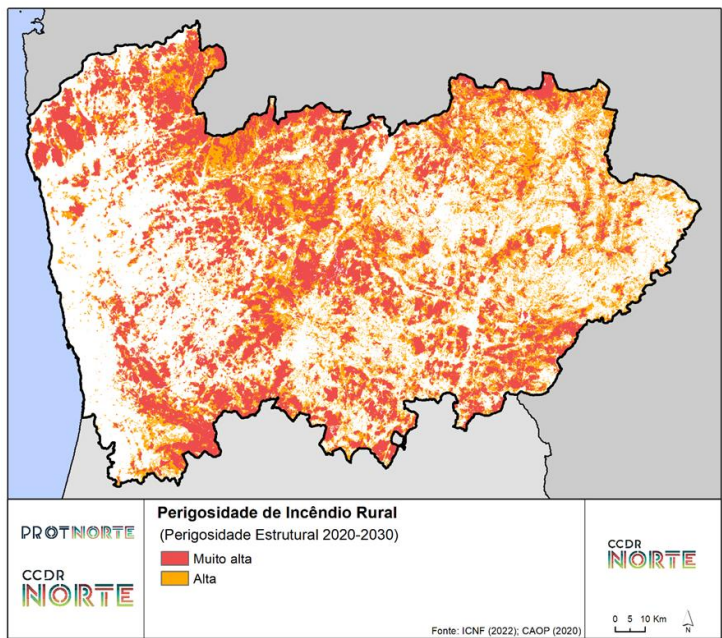 Perigosidade de Incêndio Rural
(Perigosidade Estrutural 2020-2030)
Muito alta
Alta
PROTNORTE
CCDR
NORTE
Fonte: ICNF (2022); CAOP (2020)
CCDR
NORTE
0 5 10 Km
N